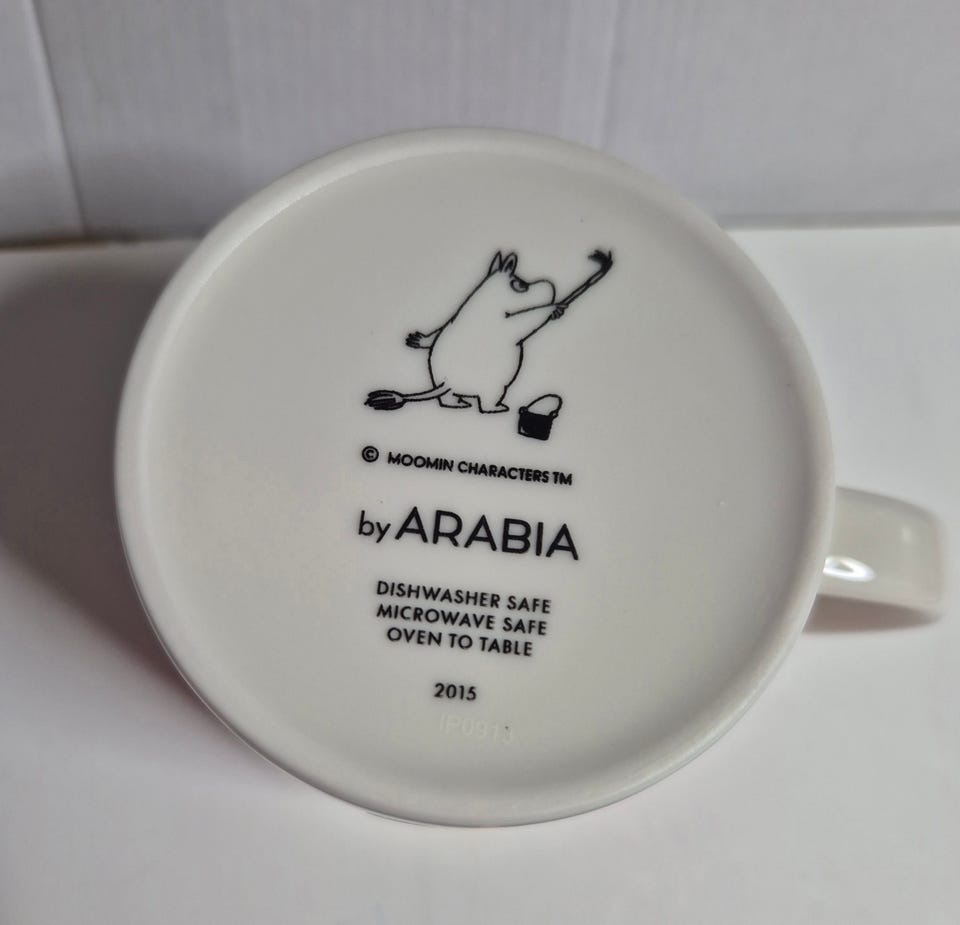 © MOOMIN CHARACTERS TM
by ARABIA
DISHWASHER SAFE
MICROWAVE SAFE
OVEN TO TABLE
2015